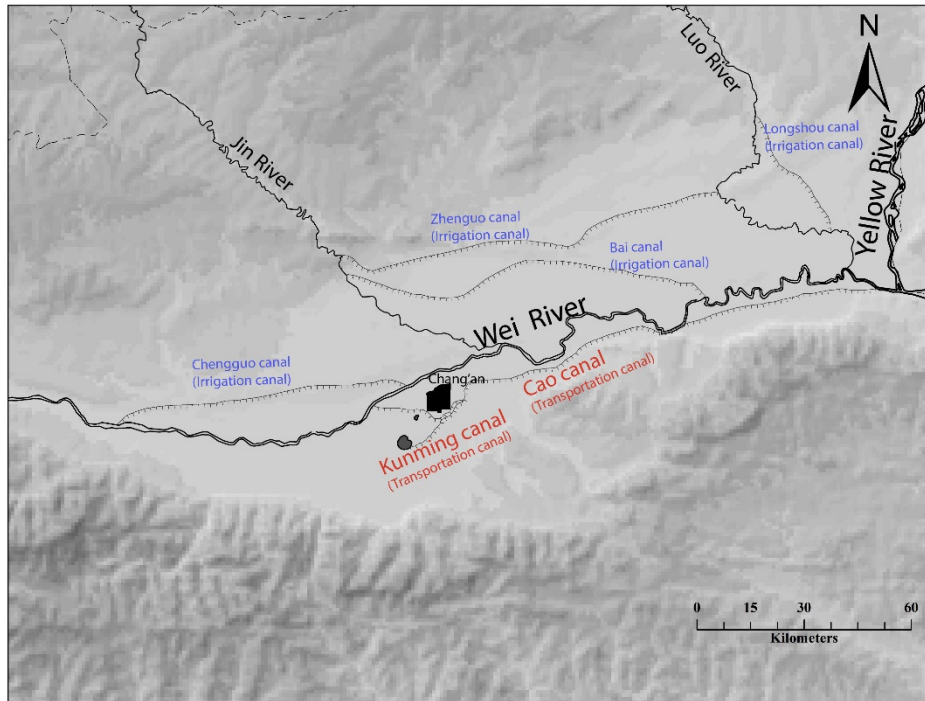 N
Luo River
Longshou canal
(Irrigation canal)
Jin River
Yellow River
Zhenguo canal
(Irrigation canal)
Bai canal
(Irrigation canal)
Wei River
Chengguo canal
(Irrigation canal)
Chang'an
Cao canal
(Transportation canal)
Kunming canal
(Transportation canal)
0 15 30 60
Kilometers